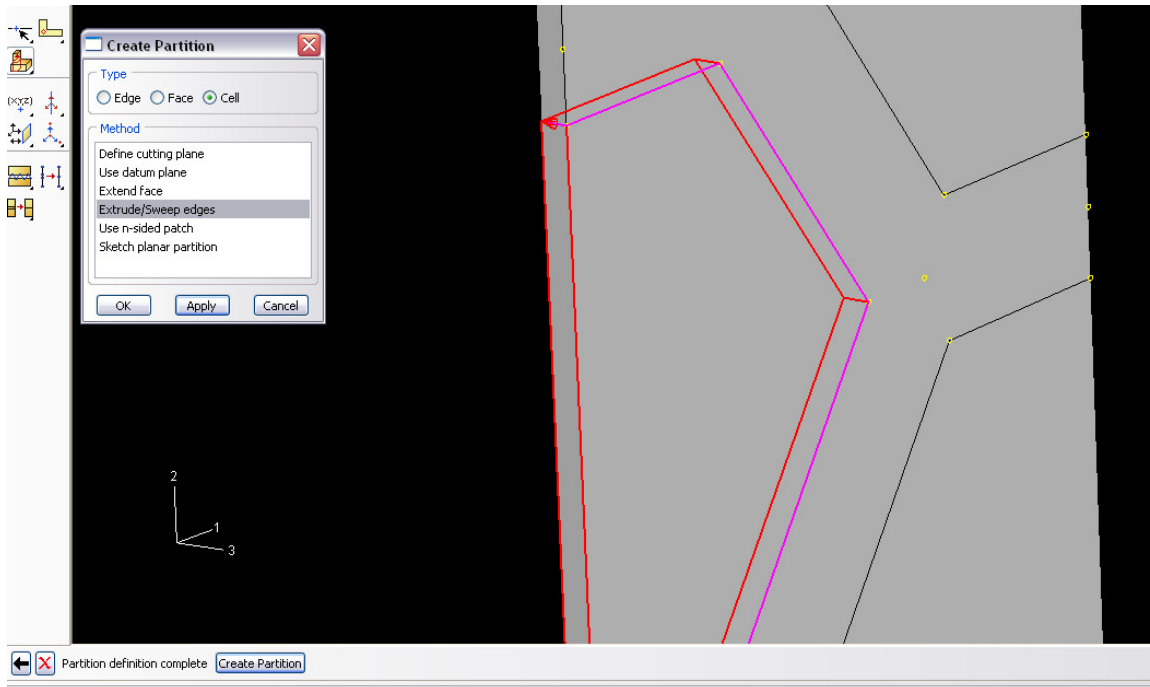 Create Partition
Type
Edge Face Cell
Method
Define cutting plane
Use datum plane
Extend face
Extrude/Sweep edges
Use n-sided patch
Sketch planar partition
OK Apply Cancel
(XYZ)
2
1
3
Partition definition complete Create Partition